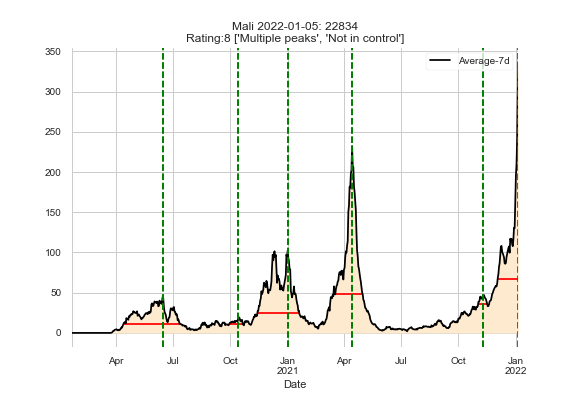 Mali 2022-01-05: 22834
Rating:8 ['Multiple peaks', 'Not in control']
Average-7d
350
300
250
200
150
100
50
0
Apr Jul Oct Jan Apr Jul Oct Jan
2021 2022
Date